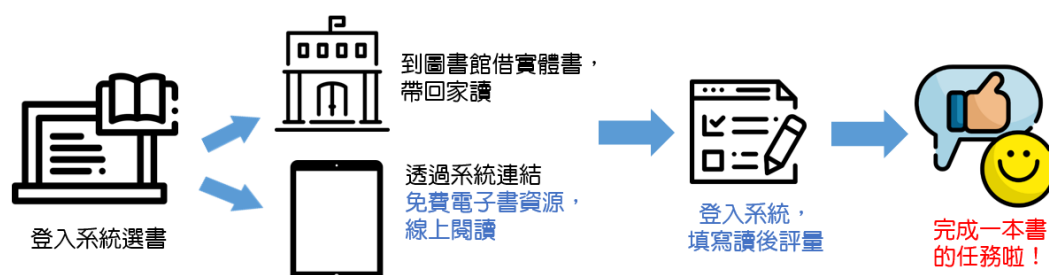 登入系統選書
到圖書館借實體書，
帶回家讀
透過系統連結
免費電子書資源，
線上閱讀
登入系統，
填寫讀後評量
完成一本書
的任務啦！